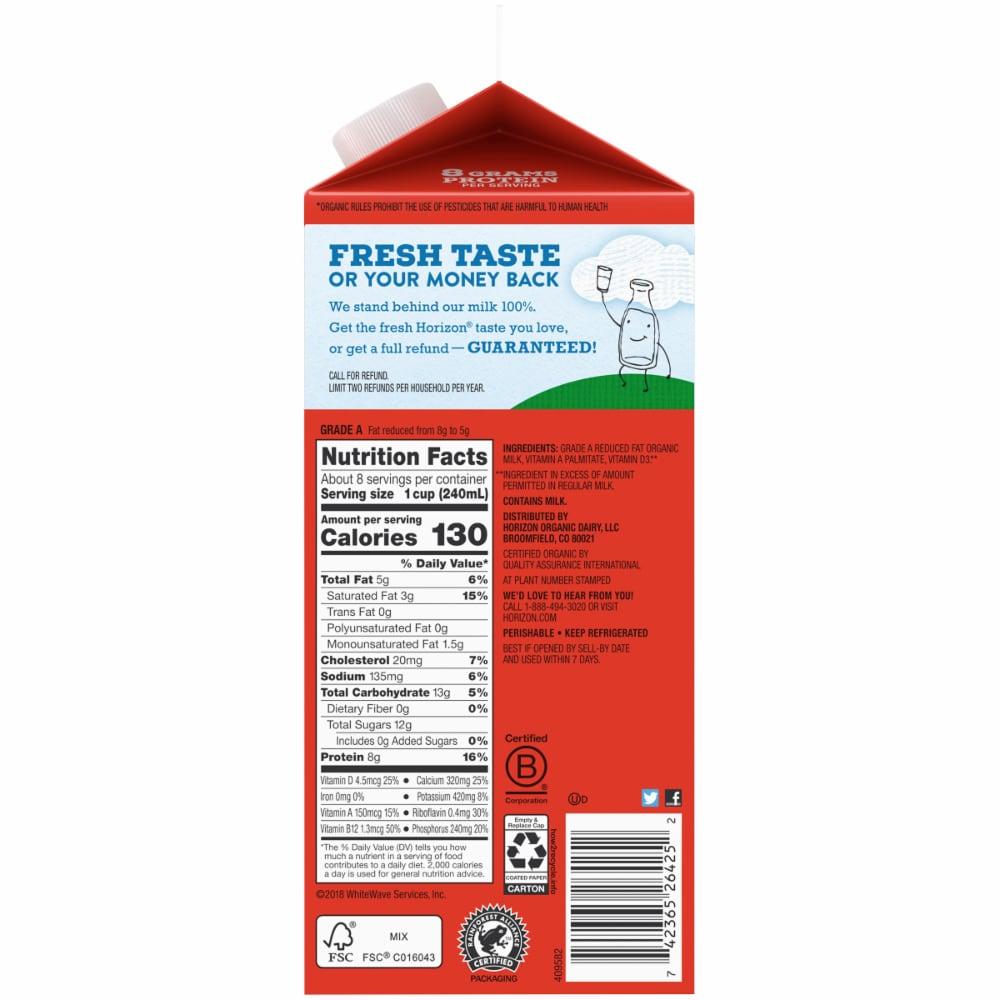 8 GRAMS
PROTEIN
PER SERVING
*ORGANIC RULES PROHIBIT THE USE OF PESTICIDES THAT ARE HARMFUL TO HUMAN HEALTH
FRESH TASTE
OR YOUR MONEY BACK
We stand behind our milk 100%.
Get the fresh Horizon® taste you love,
or get a full refund — GUARANTEED!
CALL FOR REFUND.
LIMIT TWO REFUNDS PER HOUSEHOLD PER YEAR.
GRADE A Fat reduced from 8g to 5g
Nutrition Facts
About 8 servings per container
Serving size 1 cup (240mL)
Amount per serving
Calories 130
% Daily Value*
Total Fat 5g 6%
Saturated Fat 3g 15%
Trans Fat 0g
Polyunsaturated Fat 0g
Monounsaturated Fat 1.5g
Cholesterol 20mg 7%
Sodium 135mg 6%
Total Carbohydrate 13g 5%
Dietary Fiber 0g 0%
Total Sugars 12g
Includes 0g Added Sugars 0%
Protein 8g 16%
Vitamin D 4.5mcg 25% • Calcium 320mg 25%
Iron 0mg 0% • Potassium 420mg 8%
Vitamin A 150mcg 15% • Riboflavin 0.4mg 30%
Vitamin B12 1.3mcg 50% • Phosphorus 240mg 20%
*The % Daily Value (DV) tells you how
much a nutrient in a serving of food
contributes to a daily diet. 2,000 calories
a day is used for general nutrition advice.
©2018 WhiteWave Services, Inc.
INGREDIENTS: GRADE A REDUCED FAT ORGANIC
MILK, VITAMIN A PALMITATE, VITAMIN D3.**
**INGREDIENT IN EXCESS OF AMOUNT
PERMITTED IN REGULAR MILK.
CONTAINS MILK.
DISTRIBUTED BY
HORIZON ORGANIC DAIRY, LLC
BROOMFIELD, CO 80021
CERTIFIED ORGANIC BY
QUALITY ASSURANCE INTERNATIONAL
AT PLANT NUMBER STAMPED
WE'D LOVE TO HEAR FROM YOU!
CALL 1-888-494-3020 OR VISIT
HORIZON.COM
PERISHABLE • KEEP REFRIGERATED
BEST IF OPENED BY SELL-BY DATE
AND USED WITHIN 7 DAYS.
Certified
B
®
Corporation
UD
f
Empty &
Replace Cap
COATED PAPER
CARTON
how2recycle.info
7 42365 26425 2
409582
®
FSC
MIX
FSC® C016043
RAINFOREST ALLIANCE
CERTIFIED
PACKAGING